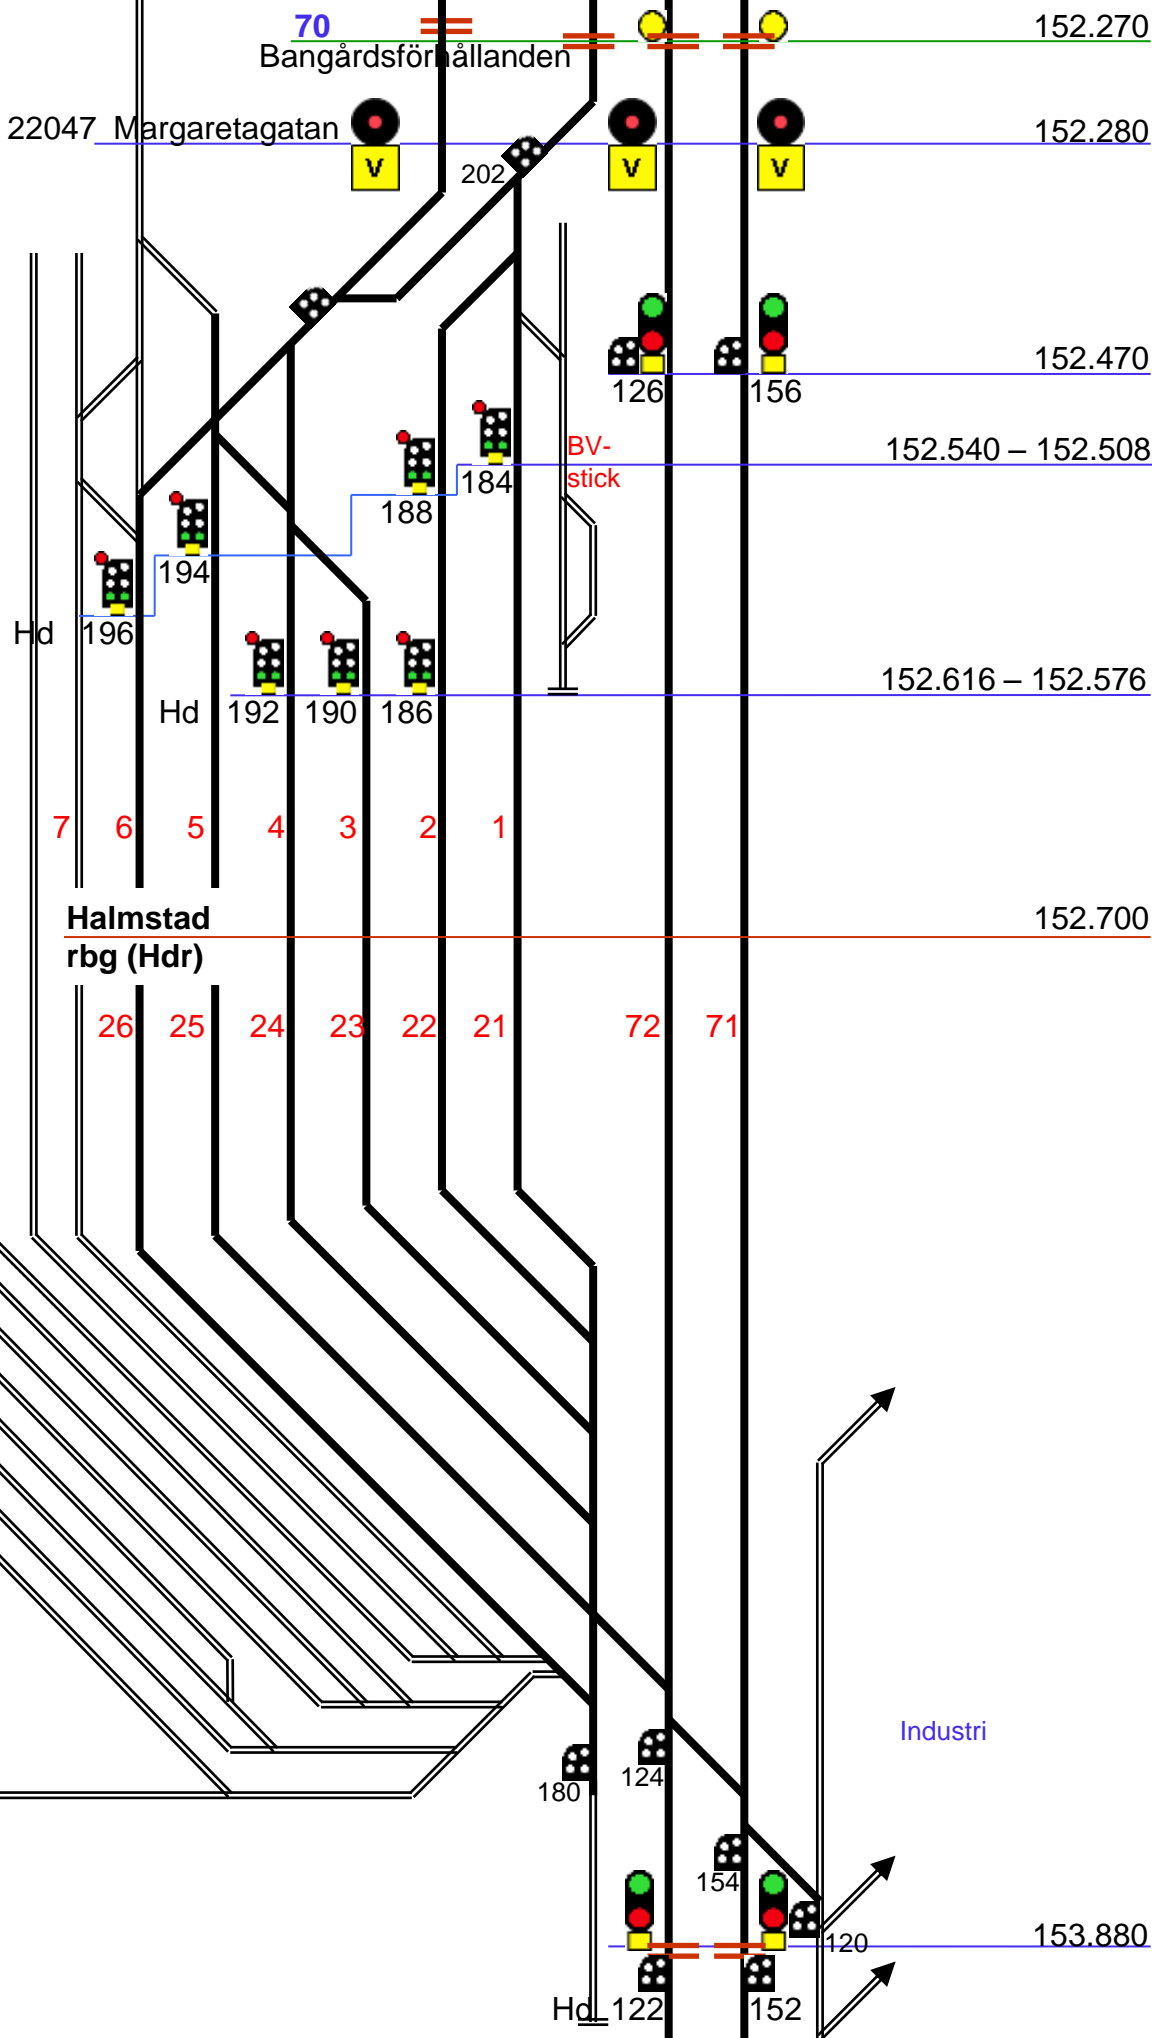 70
152.270
Bangårdsförhållanden
22047 Margaretagatan
152.280
V
V
V
202
152.470
126
156
BV-
stick
152.540 – 152.508
184
188
194
Hd
196
152.616 – 152.576
Hd
192
190
186
7
6
5
4
3
2
1
Halmstad
rbg (Hdr)
152.700
26
25
24
23
22
21
72
71
Industri
180
124
154
120
153.880
Hd
122
152